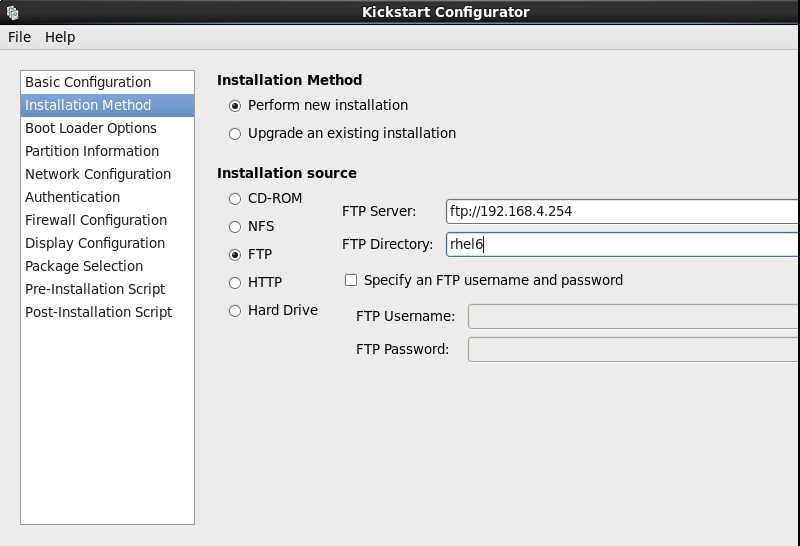 Kickstart Configurator
File Help
Basic Configuration
Installation Method
Boot Loader Options
Partition Information
Network Configuration
Authentication
Firewall Configuration
Display Configuration
Package Selection
Pre-Installation Script
Post-Installation Script
Installation Method
Perform new installation
Upgrade an existing installation
Installation source
CD-ROM
NFS
FTP
HTTP
Hard Drive
FTP Server: ftp://192.168.4.254
FTP Directory: rhel6
Specify an FTP username and password
FTP Username:
FTP Password: